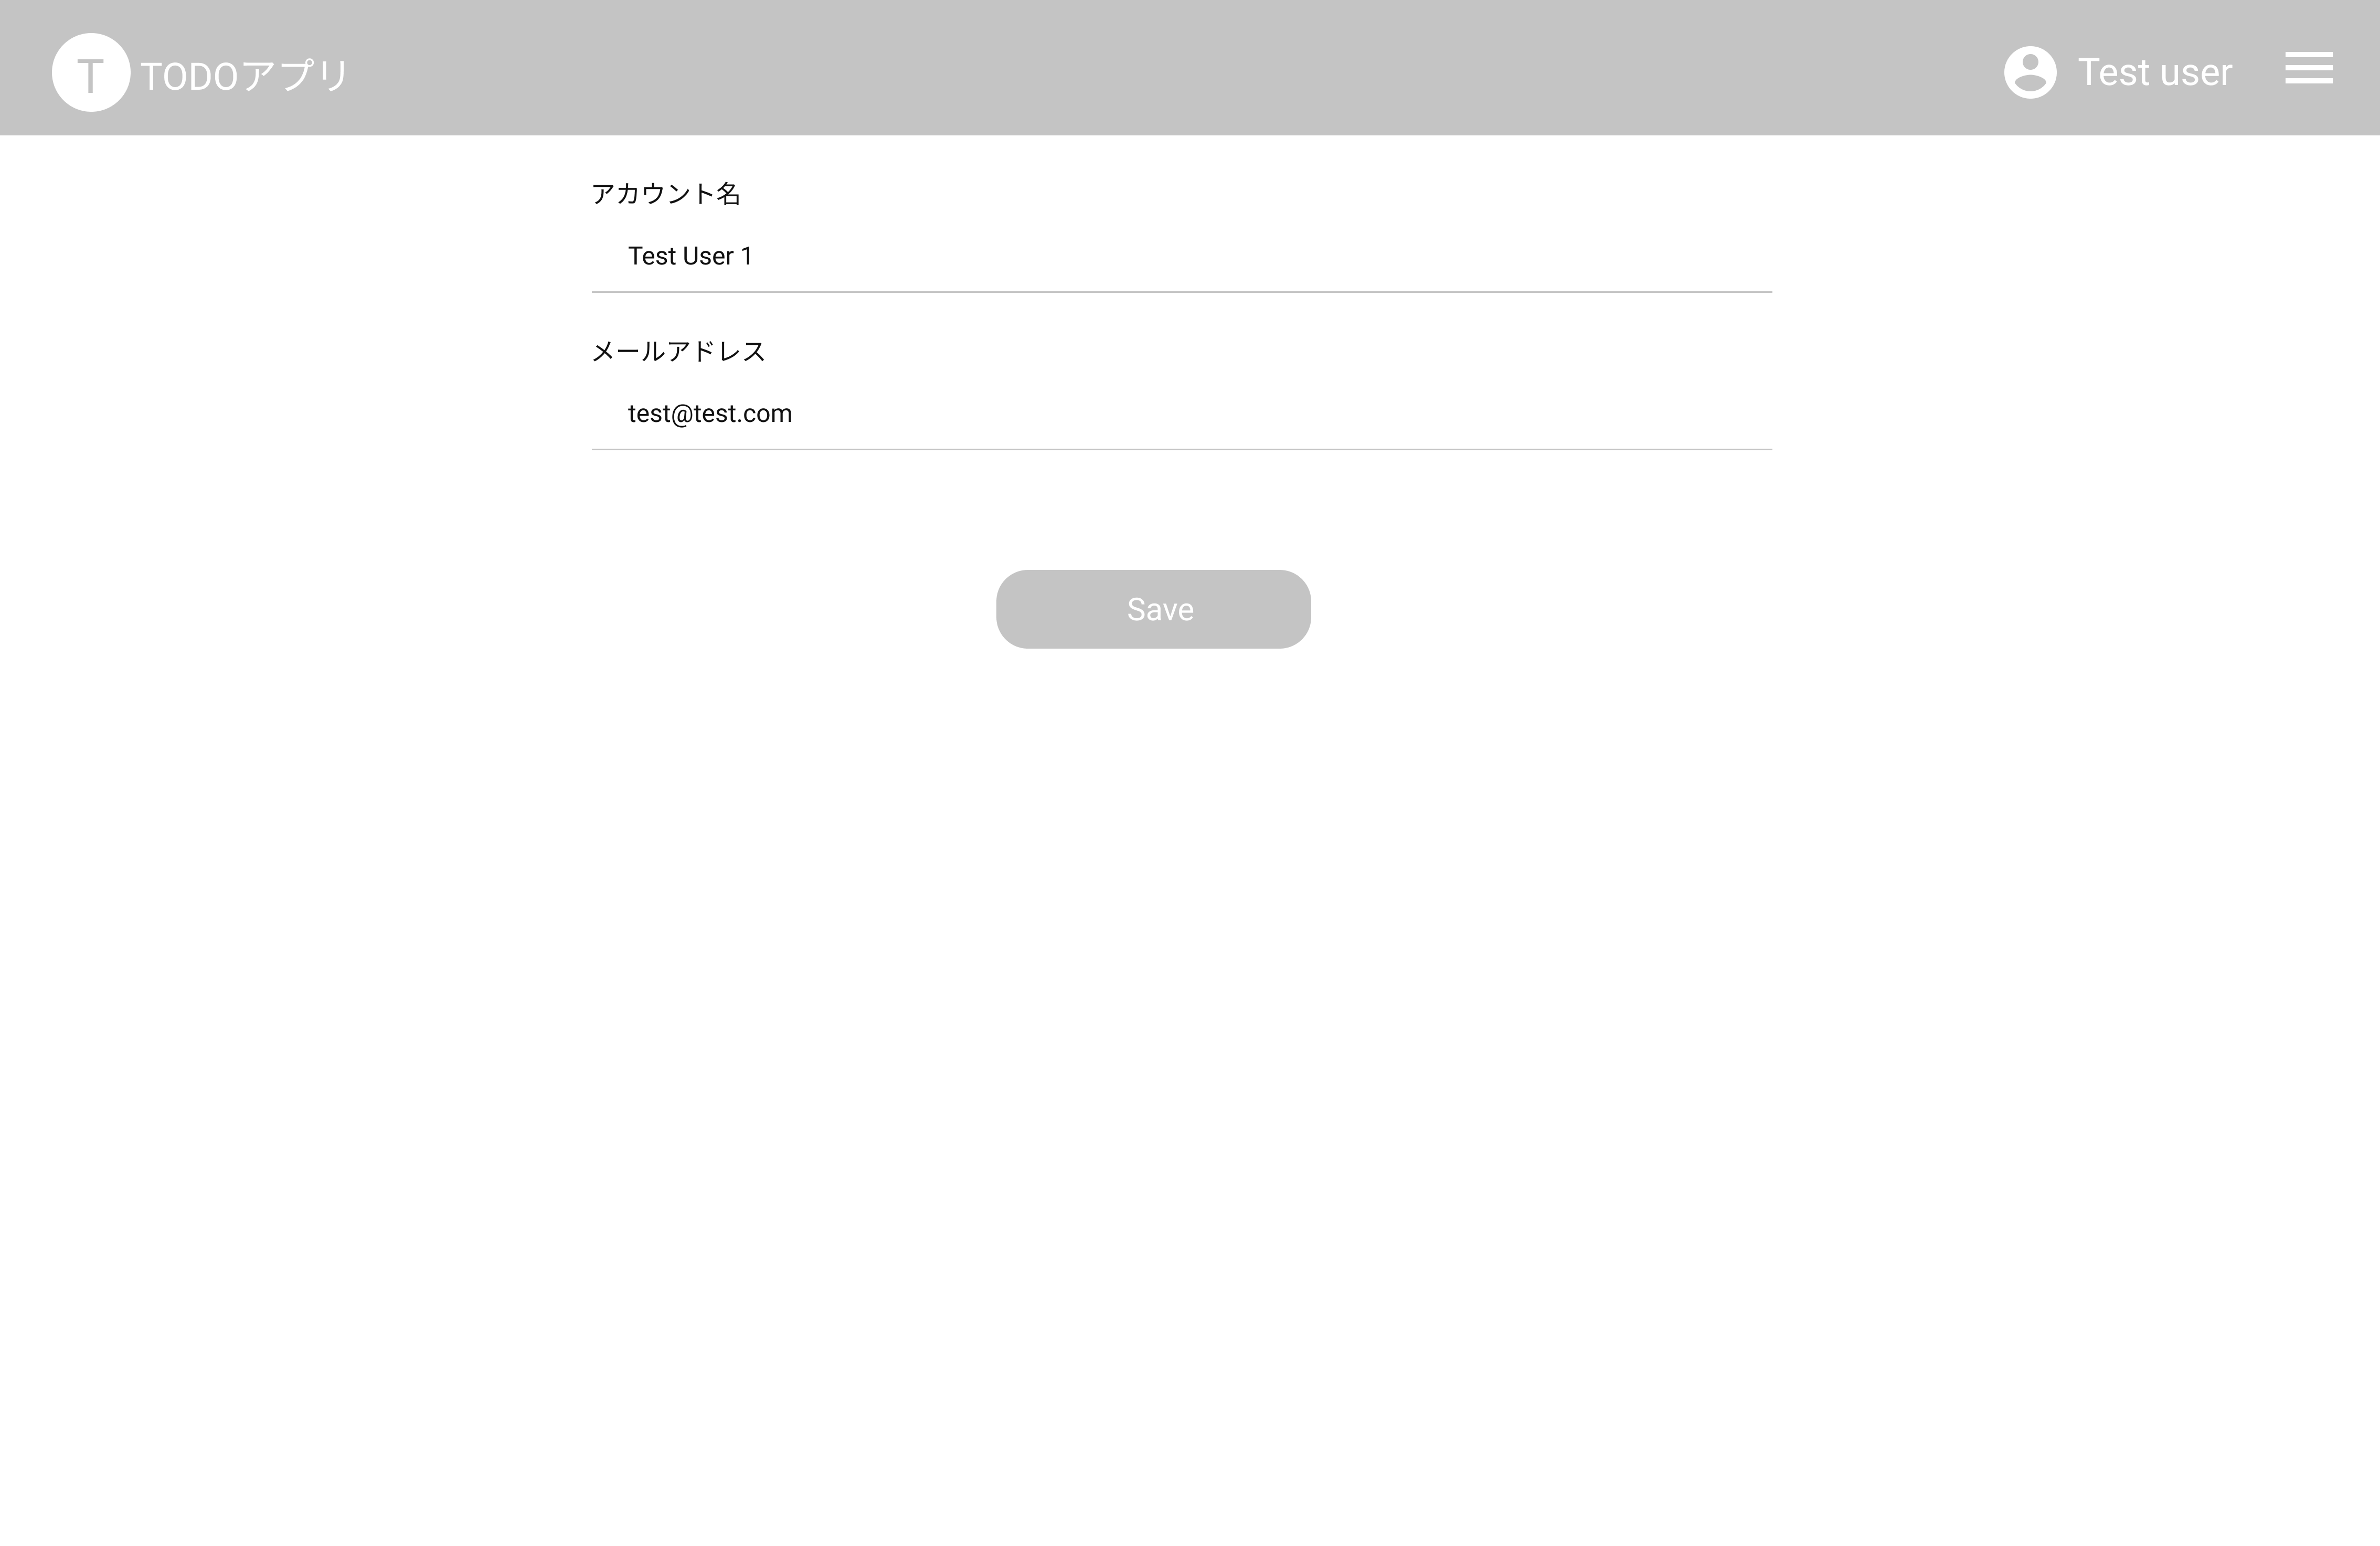 T TODOアプリ
Test user
アカウント名
Test User 1
メールアドレス
test@test.com
Save